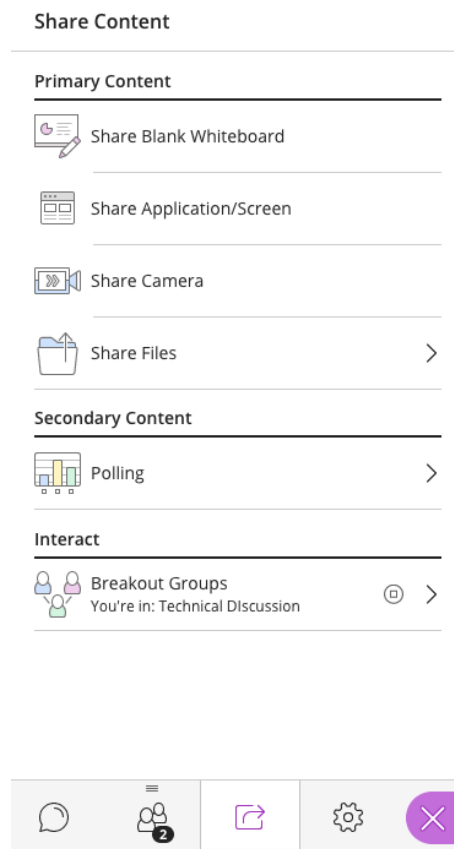 Share Content
Primary Content
Share Blank Whiteboard
Share Application/Screen
Share Camera
Share Files
Secondary Content
Polling
Interact
Breakout Groups
You're in: Technical DIscussion
2